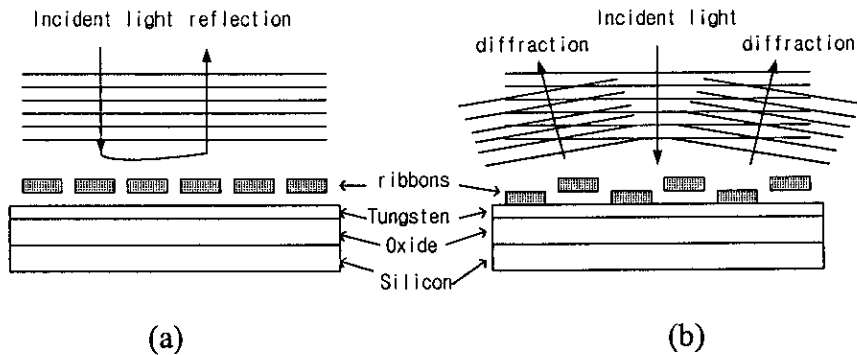 Incident light reflection
Incident light
diffraction
diffraction
ribbons
Tungsten
Oxide
Silicon
(a)
(b)